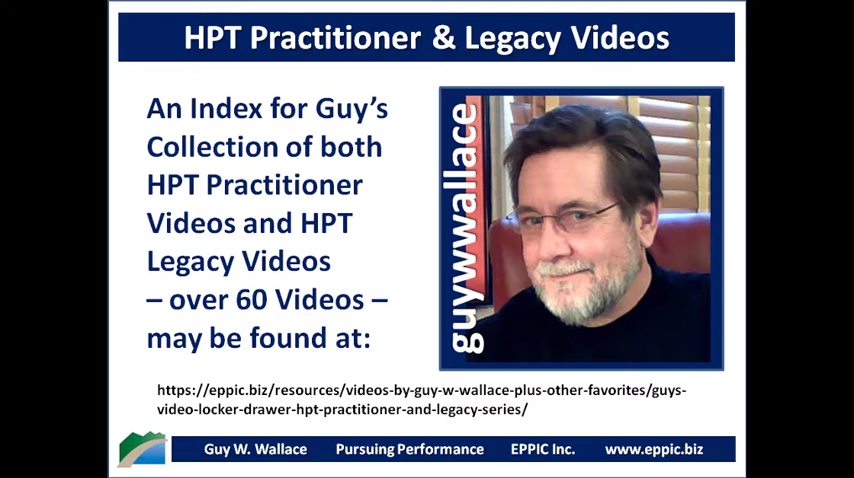 HPT Practitioner & Legacy Videos
An Index for Guy's
Collection of both
HPT Practitioner
Videos and HPT
Legacy Videos
– over 60 Videos –
may be found at:
guywwallace
https://eppic.biz/resources/videos-by-guy-w-wallace-plus-other-favorites/guys-
video-locker-drawer-hpt-practitioner-and-legacy-series/
Guy W. Wallace Pursuing Performance EPPIC Inc. www.eppic.biz